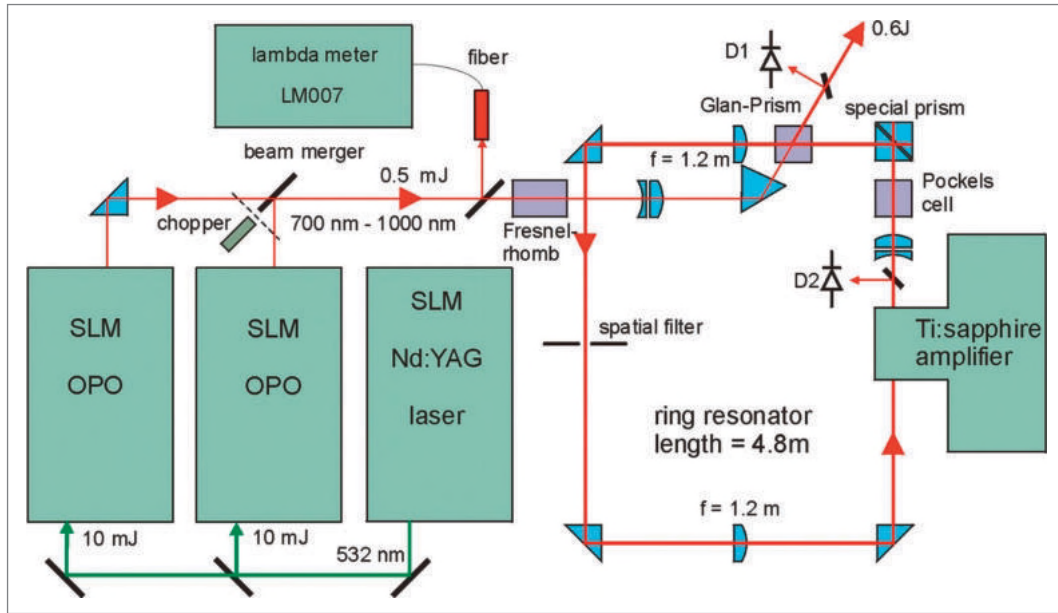 lambda meter
LM007
fiber
D1
0.6J
Glan-Prism
special prism
beam merger
0.5 mJ
f = 1.2 m
chopper
700 nm - 1000 nm
Fresnel-
rhomb
Pockels
cell
D2
SLM
OPO
SLM
OPO
SLM
Nd:YAG
laser
spatial filter
Ti:sapphire
amplifier
ring resonator
length = 4.8m
f = 1.2 m
10 mJ
10 mJ
532 nm